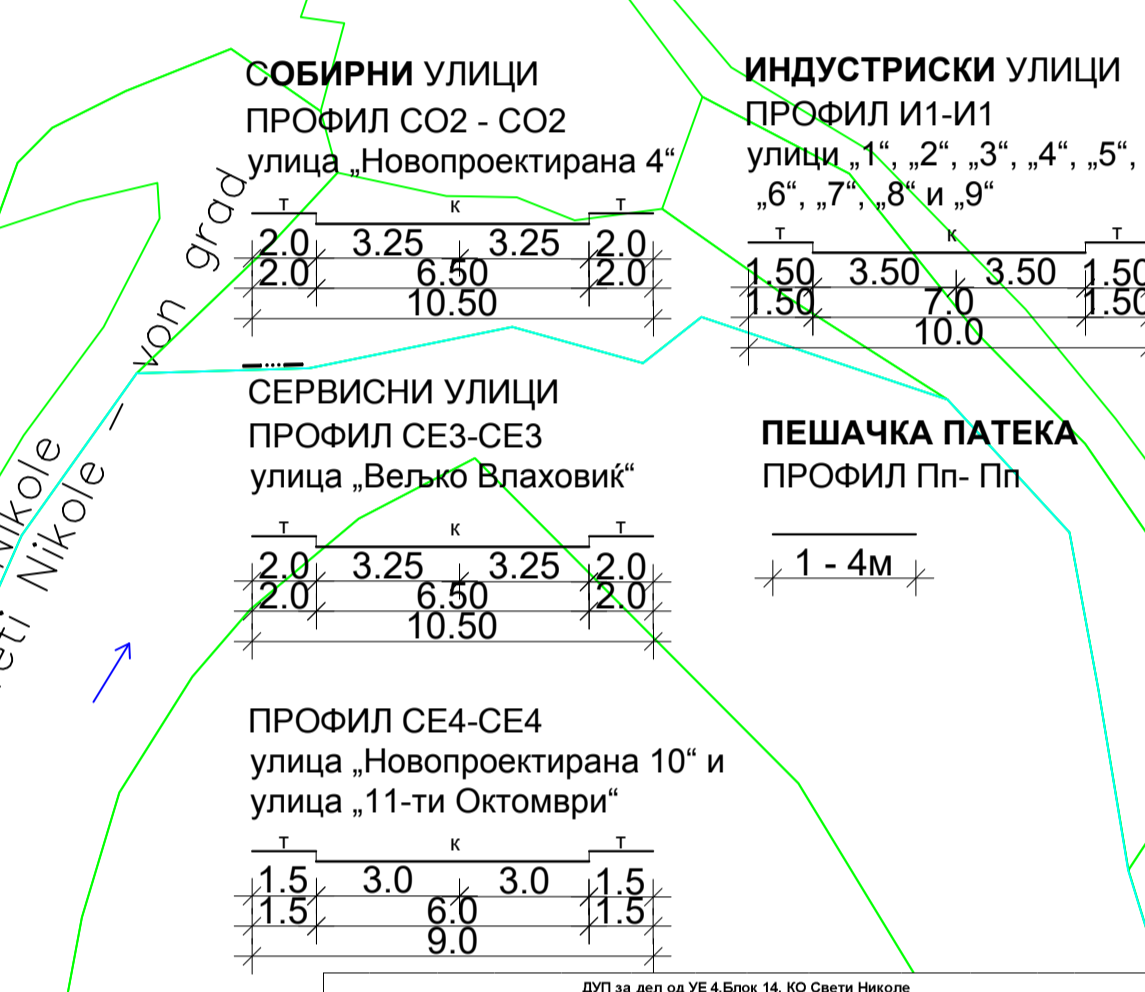 СОБИРНИ УЛИЦИ
ПРОФИЛ СО2 - СО2
улица „Новопроектирана 4“
т к т
2.0 3.25 3.25 2.0
2.0 6.50 2.0
10.50
ИНДУСТРИСКИ УЛИЦИ
ПРОФИЛ И1-И1
улици „1“, „2“, „3“, „4“, „5“,
„6“, „7“, „8“ и „9“
т к т
1.50 3.50 3.50 1.50
1.50 7.0 1.50
10.0
von grad
СЕРВИСНИ УЛИЦИ
ПРОФИЛ СЕ3-СЕ3
улица „Вељко Влаховиќ“
т к т
2.0 3.25 3.25 2.0
2.0 6.50 2.0
10.50
ПЕШАЧКА ПАТЕКА
ПРОФИЛ Пп- Пп
1 - 4м
Nikole
Nikole –
ПРОФИЛ СЕ4-СЕ4
улица „Новопроектирана 10“ и
улица „11-ти Октомври“
т к т
1.5 3.0 3.0 1.5
1.5 6.0 1.5
9.0
ДУП за дел од УЕ 4,Блок 14, КО Свети Николе